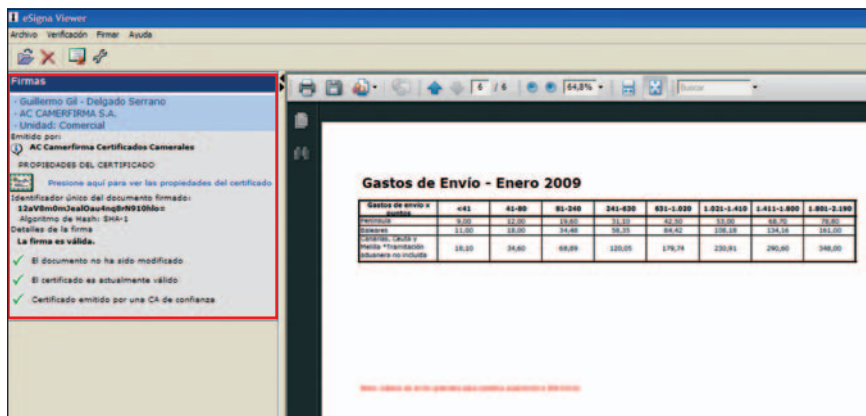 eSigna Viewer
Archivo Verificación Firmar Ayuda
Firmas
- Guillermo Gil - Delgado Serrano
- AC CAMERFIRMA S.A.
- Unidad: Comercial
Emitido por:
AC Camerfirma Certificados Camerales
PROPIEDADES DEL CERTIFICADO
Presione aquí para ver las propiedades del certificado
Identificador único del documento firmado:
Algoritmo de Hash: SHA-1
Detalles de la firma
La firma es válida.
El documento no ha sido modificado
El certificado es actualmente válido
Certificado emitido por una CA de confianza
6 / 6 64,8% Buscar
Gastos de Envío - Enero 2009
Gastos de envío x puntos <41 41-90 91-240 241-630 631-1.020 1.021-1.410 1.411-1.800 1.801-2.190
Península 9,00 12,00 19,60 31,10 42,50 53,00 68,70 79,80
Baleares 11,00 18,00 34,48 58,35 84,42 108,18 134,16 161,00
Canarias, Ceuta y
Melilla *Tramitación 18,10 34,60 68,89 120,05 179,74 230,91 290,60 348,00
aduanera no incluida